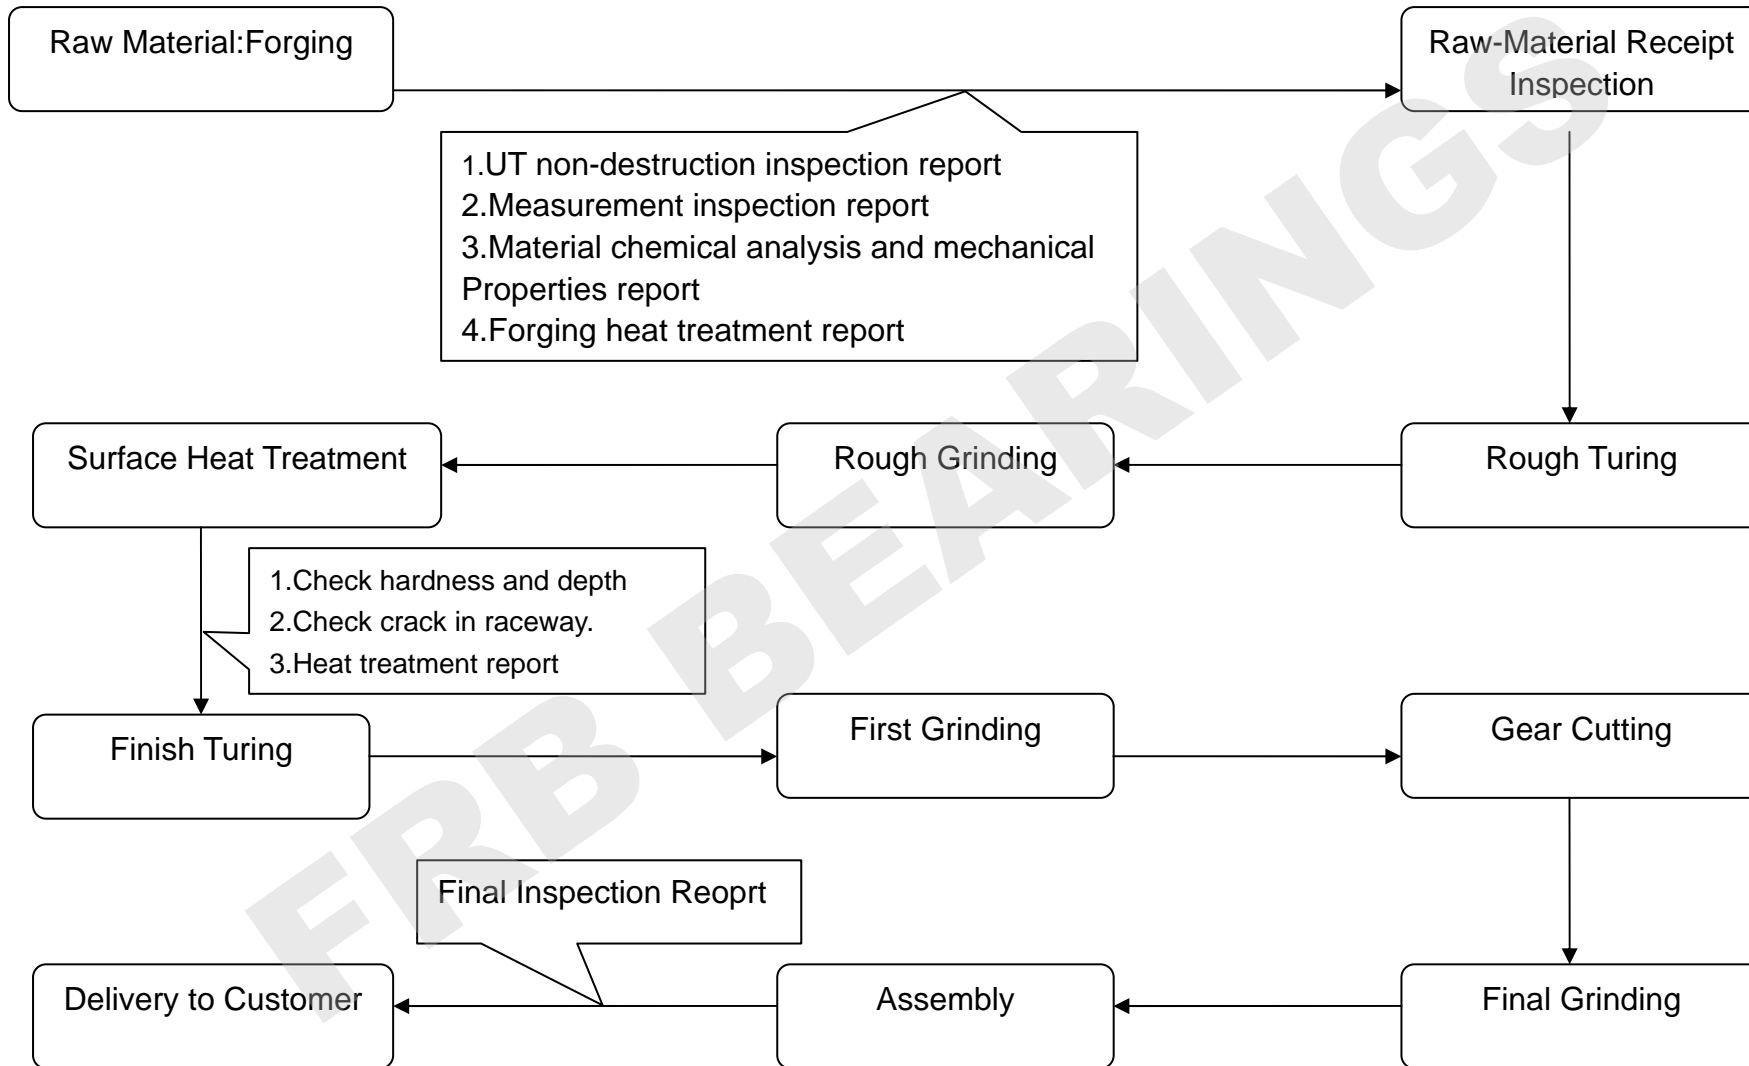 Raw Material:Forging
Raw-Material Receipt
Inspection
1.UT non-destruction inspection report
2.Measurement inspection report
3.Material chemical analysis and mechanical
Properties report
4.Forging heat treatment report
Surface Heat Treatment
Rough Grinding
Rough Turing
1.Check hardness and depth
2.Check crack in raceway.
3.Heat treatment report
Finish Turing
First Grinding
Gear Cutting
Final Inspection Reoprt
Delivery to Customer
Assembly
Final Grinding
FRB BEARINGS